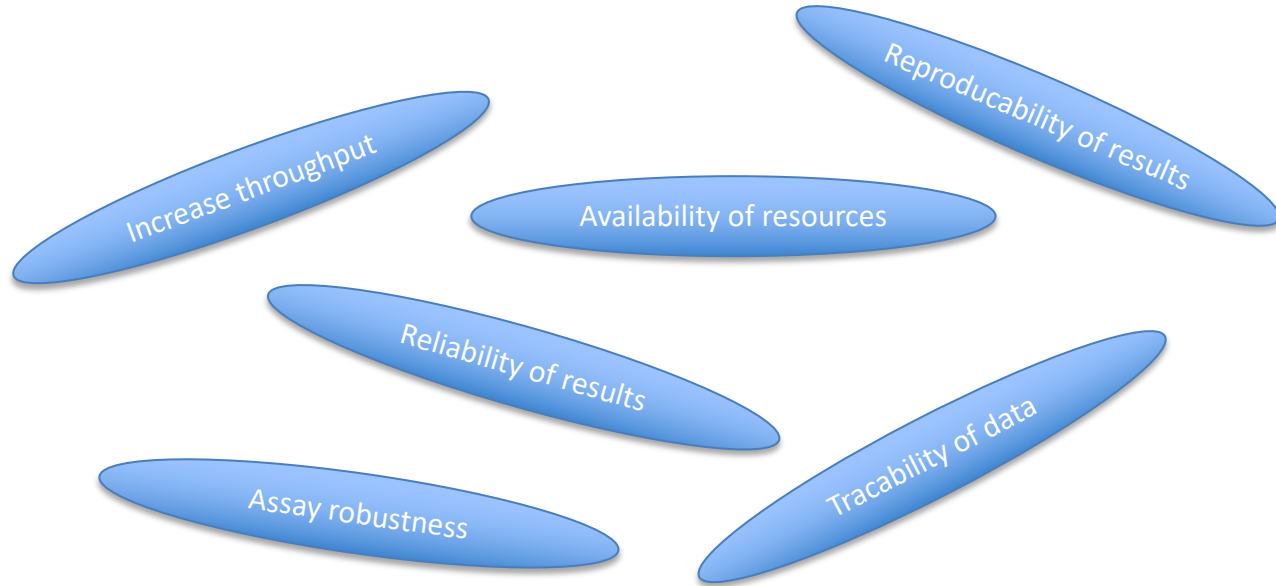 Reproducability of results
Increase throughput
Availability of resources
Reliability of results
Tracability of data
Assay robustness